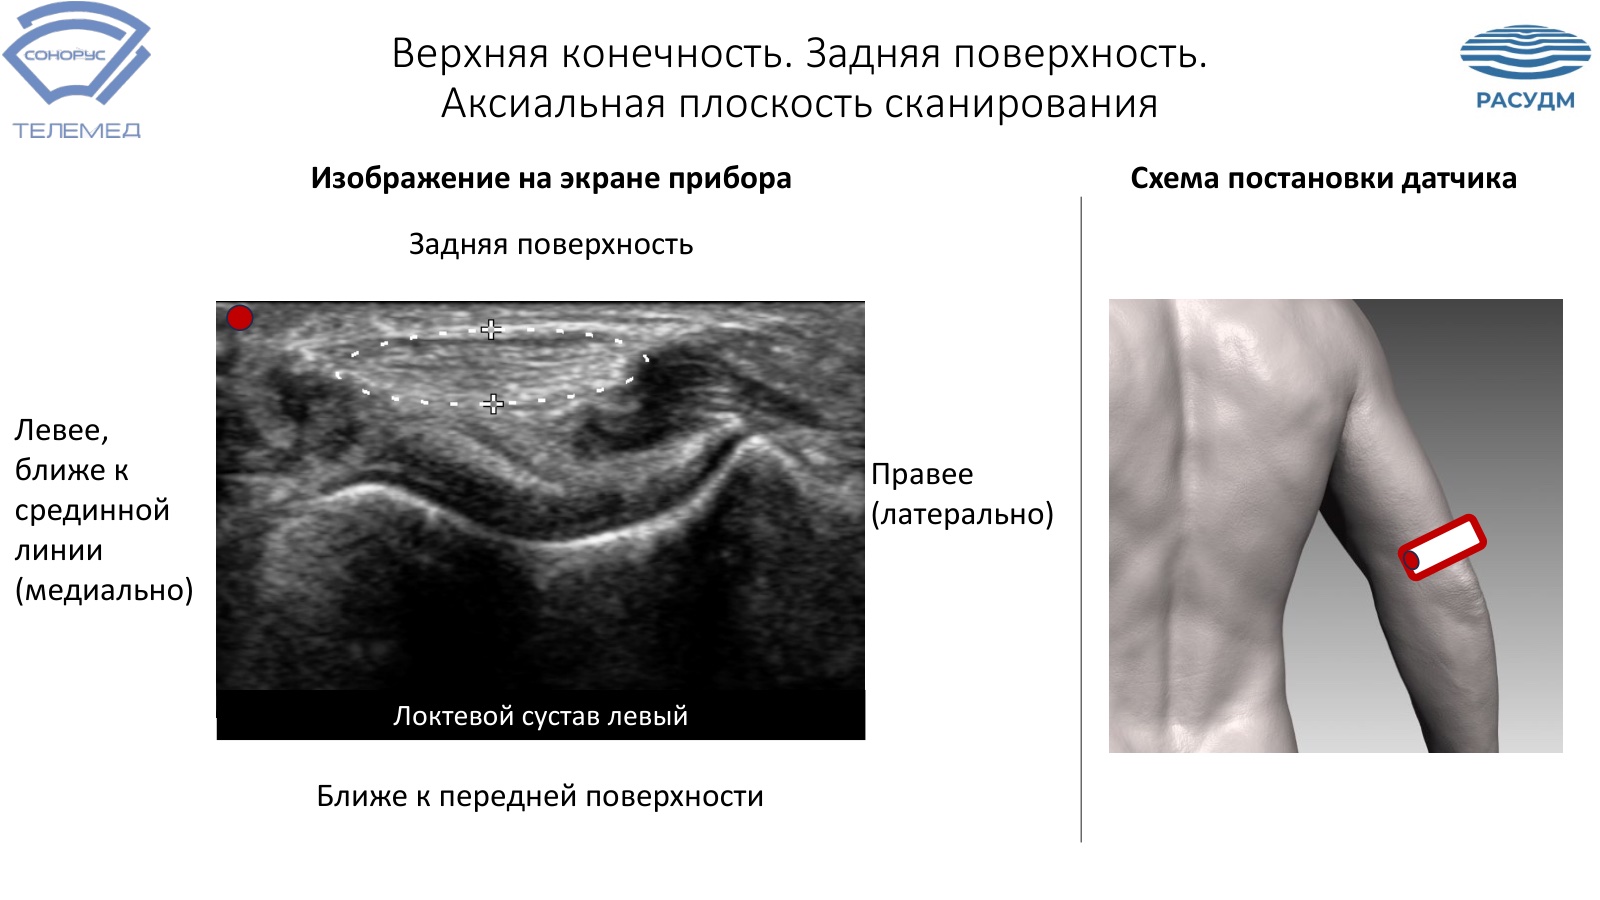 СОНОРУС
ТЕЛЕМЕД
Верхняя конечность. Задняя поверхность.
Аксиальная плоскость сканирования
РАСУДМ
Изображение на экране прибора
Схема постановки датчика
Задняя поверхность
Левее,
ближе к
срединной
линии
(медиально)
Правее
(латерально)
Локтевой сустав левый
Ближе к передней поверхности